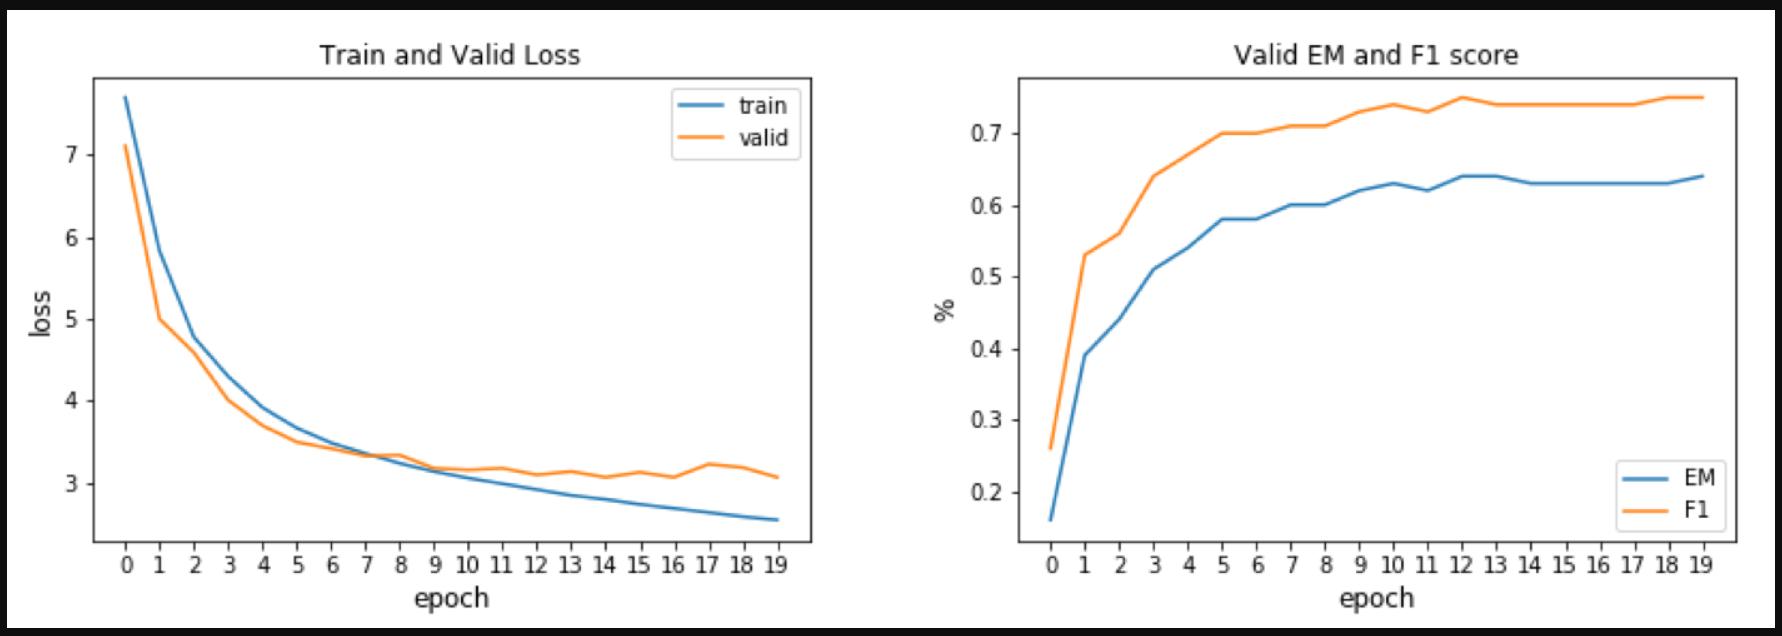 Train and Valid Loss
train
valid
7
6
5
4
3
loss
0 1 2 3 4 5 6 7 8 9 10 11 12 13 14 15 16 17 18 19
epoch
Valid EM and F1 score
0.7
0.6
0.5
0.4
0.3
0.2
%
EM
F1
0 1 2 3 4 5 6 7 8 9 10 11 12 13 14 15 16 17 18 19
epoch